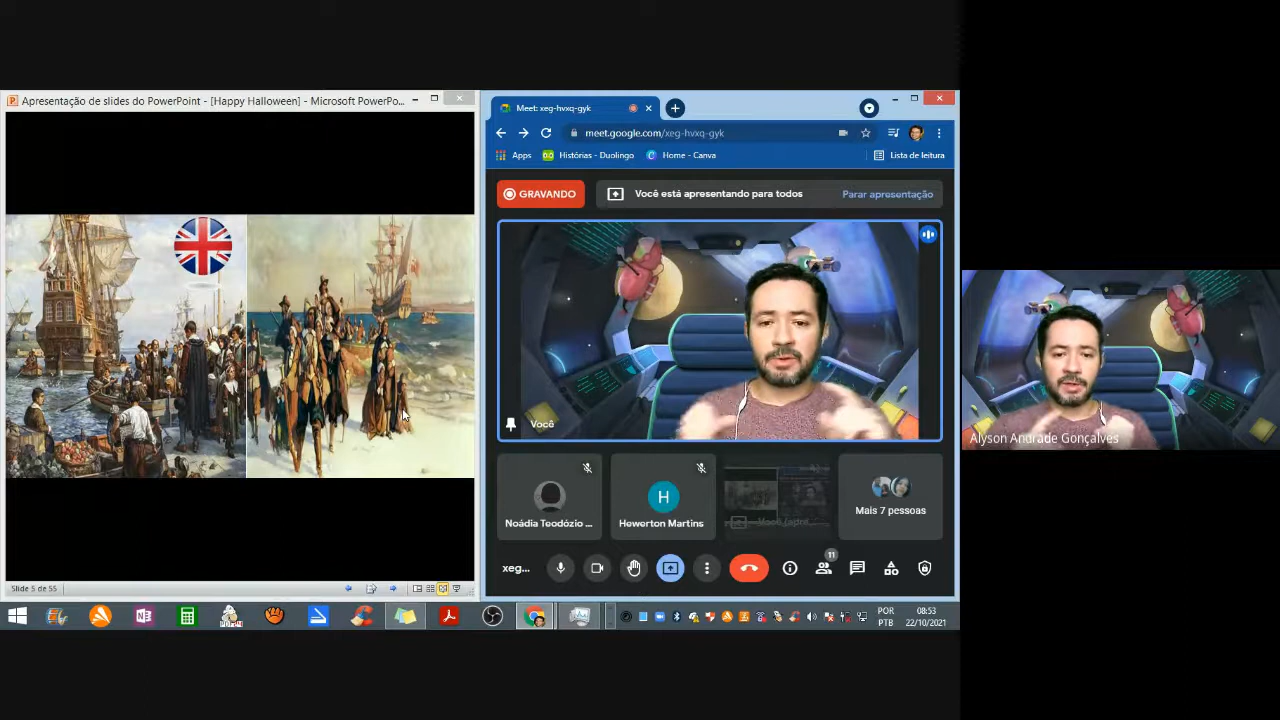 Apresentação de slides do PowerPoint - [Happy Halloween] - Microsoft PowerPo...
Slide 5 de 55
Meet: xeg-hvxq-gyk
meet.google.com/xeg-hvxq-gyk
Apps
Histórias - Duolingo
Home - Canva
Lista de leitura
GRAVANDO
Você está apresentando para todos
Parar apresentação
Você
Noádia Teodózio ...
Hewerton Martins
H
Mais 7 pessoas
xeg...
11
POR
PTB
08:53
22/10/2021
Alyson Andrade Gonçalves